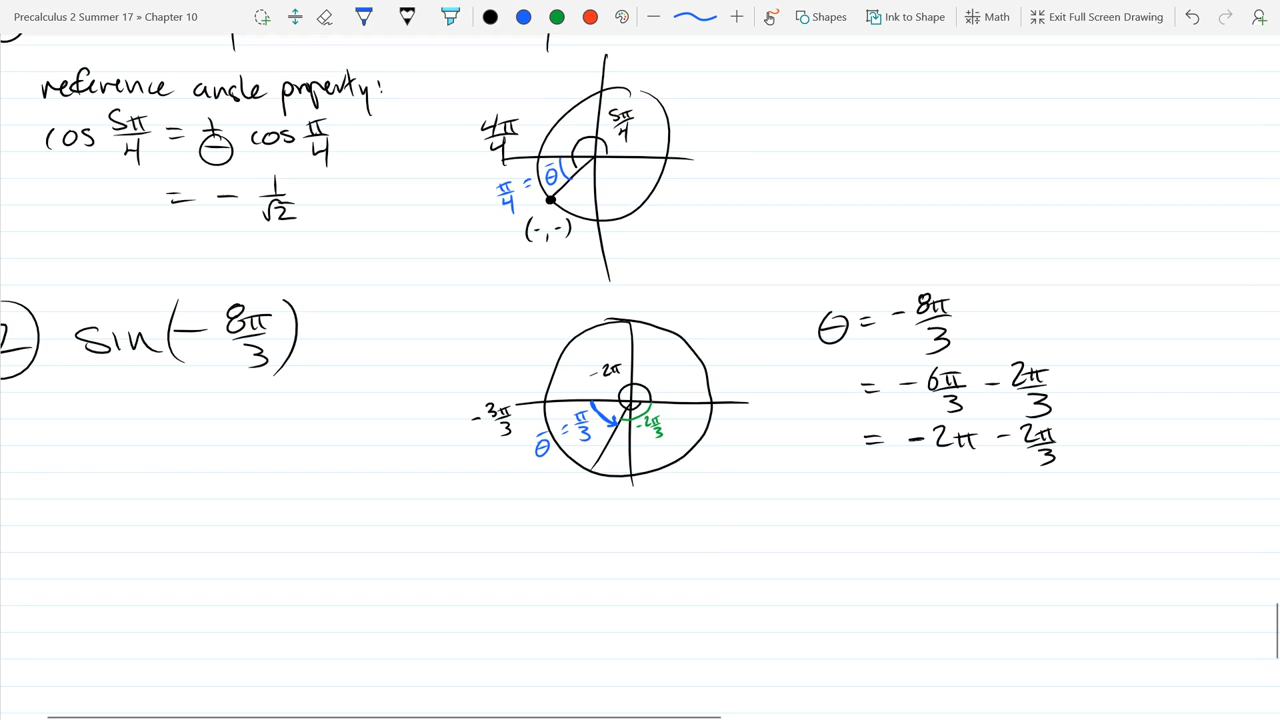 Precalculus 2 Summer 17 » Chapter 10
Shapes
Ink to Shape
Math
Exit Full Screen Drawing
reference angle property:
cos 5π/4 = +/⊖ cos π/4
= - 1/√2
4π/4
5π/4
π/4 = θ̄
(-,-)
2
sin(- 8π/3)
-2π
-3π/3
θ̄ = π/3
-2π/3
θ = -8π/3
= -6π/3 - 2π/3
= -2π - 2π/3